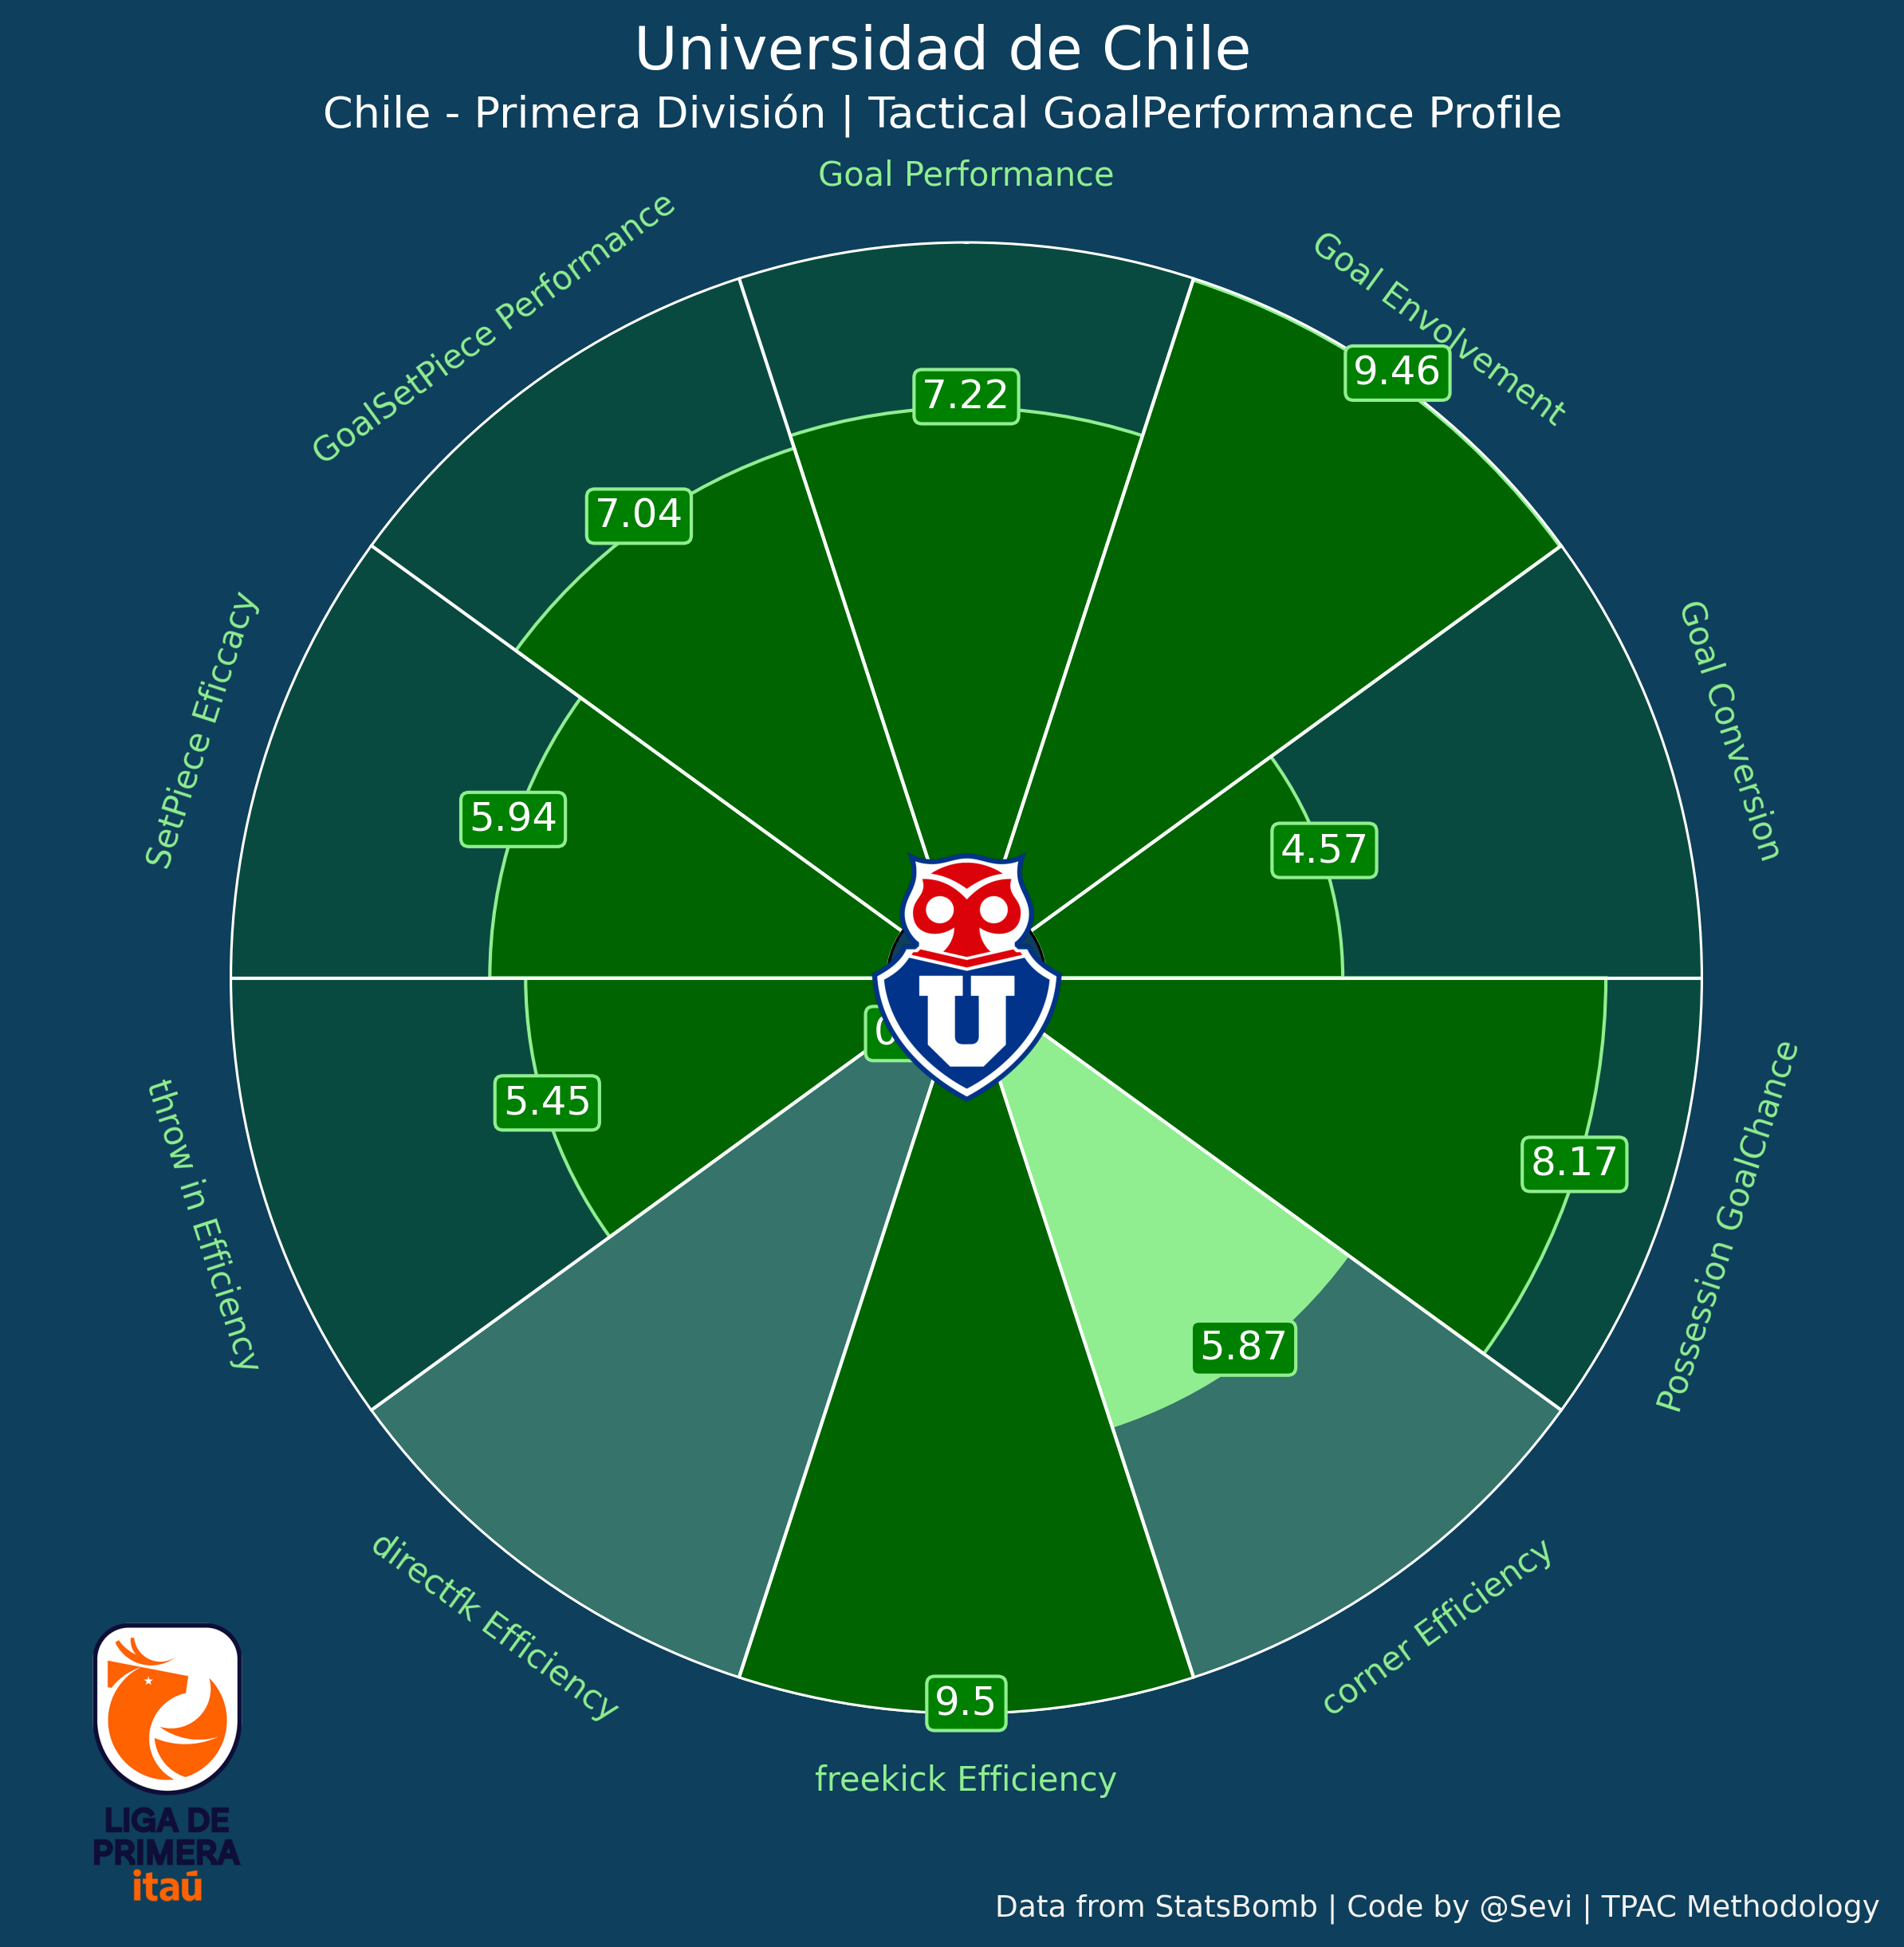 Universidad de Chile
Chile - Primera División | Tactical GoalPerformance Profile
Goal Performance
Goal Envolvement
GoalSetPiece Performance
9.46
7.22
7.04
Goal Conversion
SetPiece Eficcacy
5.94
4.57
U
throw in Efficiency
5.45
Possession GoalChance
8.17
5.87
directfk Efficiency
corner Efficiency
9.5
freekick Efficiency
LIGA DE
PRIMERA
itaú
Data from StatsBomb | Code by @Sevi | TPAC Methodology